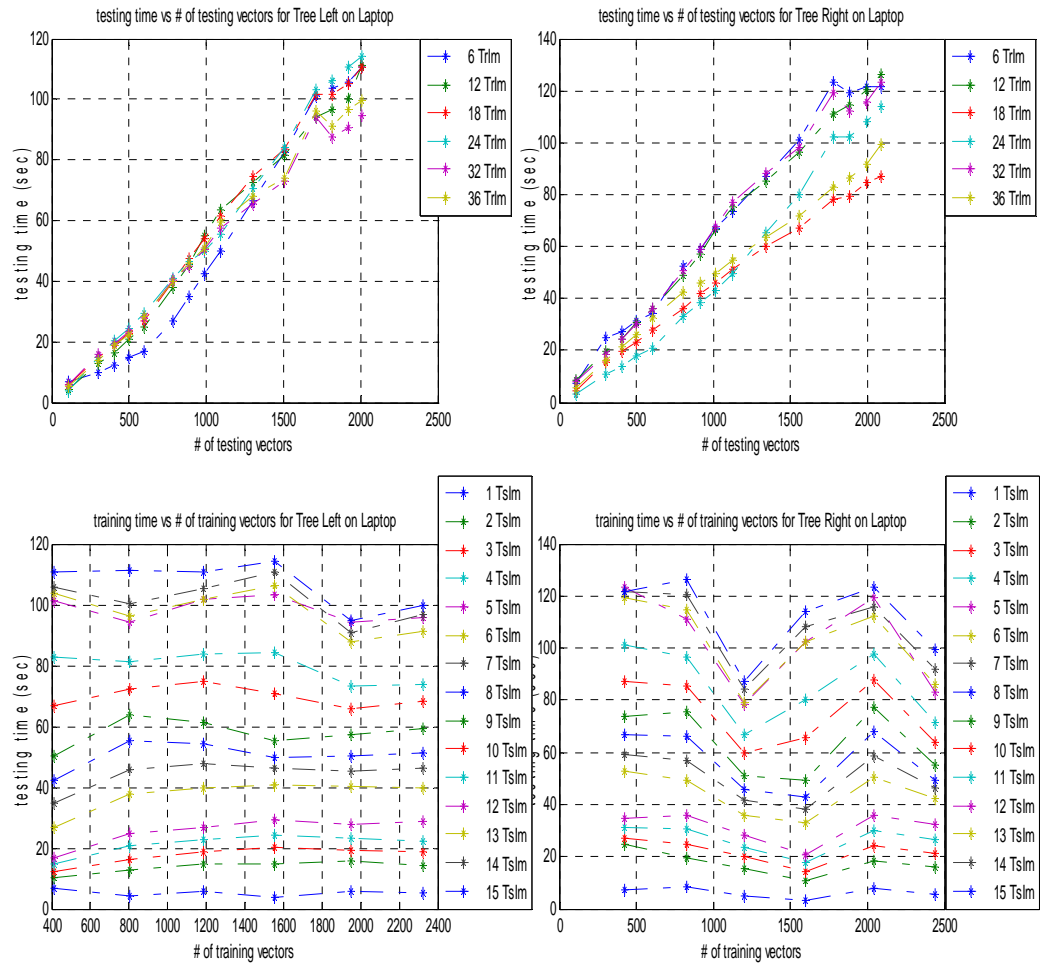 testing time vs # of testing vectors for Tree Left on Laptop
120
100
80
60
40
20
0
testing time (sec)
0 500 1000 1500 2000 2500
# of testing vectors
6 Trlm
12 Trlm
18 Trlm
24 Trlm
32 Trlm
36 Trlm
testing time vs # of testing vectors for Tree Right on Laptop
140
120
100
80
60
40
20
0
testing time (sec)
0 500 1000 1500 2000 2500
# of testing vectors
6 Trlm
12 Trlm
18 Trlm
24 Trlm
32 Trlm
36 Trlm
training time vs # of training vectors for Tree Left on Laptop
120
100
80
60
40
20
0
testing time (sec)
400 600 800 1000 1200 1400 1600 1800 2000 2200 2400
# of training vectors
1 Tslm
2 Tslm
3 Tslm
4 Tslm
5 Tslm
6 Tslm
7 Tslm
8 Tslm
9 Tslm
10 Tslm
11 Tslm
12 Tslm
13 Tslm
14 Tslm
15 Tslm
training time vs # of training vectors for Tree Right on Laptop
140
120
100
80
60
40
20
0
0 500 1000 1500 2000 2500
# of training vectors
1 Tslm
2 Tslm
3 Tslm
4 Tslm
5 Tslm
6 Tslm
7 Tslm
8 Tslm
9 Tslm
10 Tslm
11 Tslm
12 Tslm
13 Tslm
14 Tslm
15 Tslm